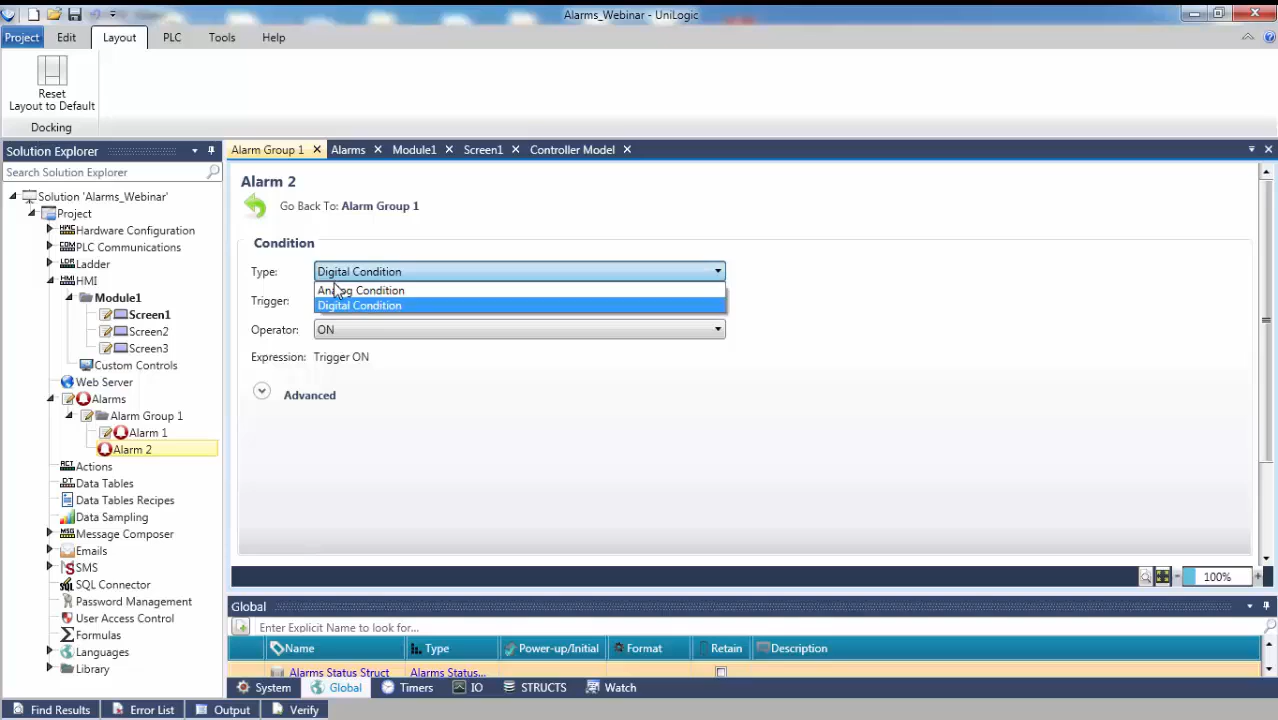 Alarms_Webinar - UniLogic
Project
Edit
Layout
PLC
Tools
Help
Reset
Layout to Default
Docking
Solution Explorer
Search Solution Explorer
Solution 'Alarms_Webinar'
Project
Hardware Configuration
PLC Communications
Ladder
HMI
Module1
Screen1
Screen2
Screen3
Custom Controls
Web Server
Alarms
Alarm Group 1
Alarm 1
Alarm 2
Actions
Data Tables
Data Tables Recipes
Data Sampling
Message Composer
Emails
SMS
SQL Connector
Password Management
User Access Control
Formulas
Languages
Library
Alarm Group 1
Alarms
Module1
Screen1
Controller Model
Alarm 2
Go Back To: Alarm Group 1
Condition
Type: Digital Condition
Analog Condition
Digital Condition
Trigger:
Operator: ON
Expression: Trigger ON
Advanced
100%
Global
Enter Explicit Name to look for...
Name Type Power-up/Initial Format Retain Description
Alarms Status Struct Alarms Status...
System Global Timers IO STRUCTS Watch
Find Results Error List Output Verify